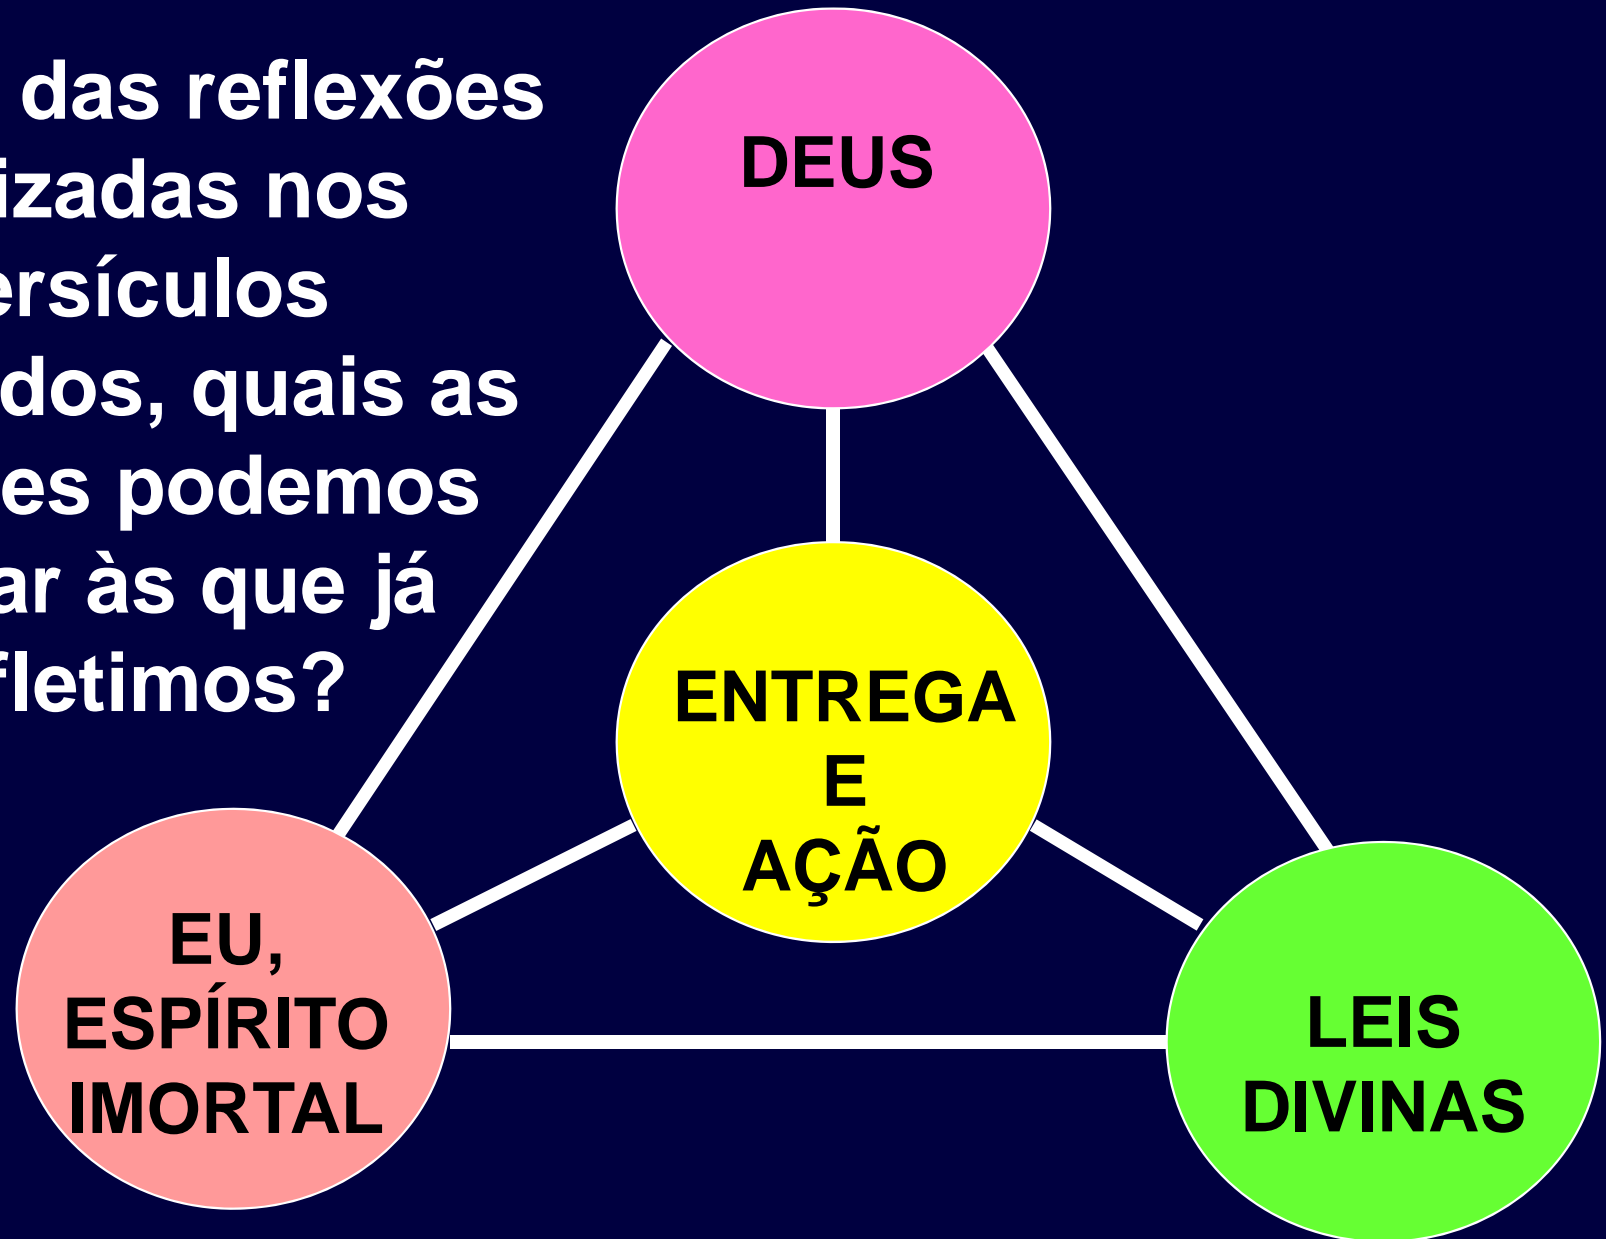 das reflexões
izadas nos
ersículos
dos, quais as
es podemos
ar às que já
fletimos?
DEUS
ENTREGA
E
AÇÃO
EU,
ESPÍRITO
IMORTAL
LEIS
DIVINAS